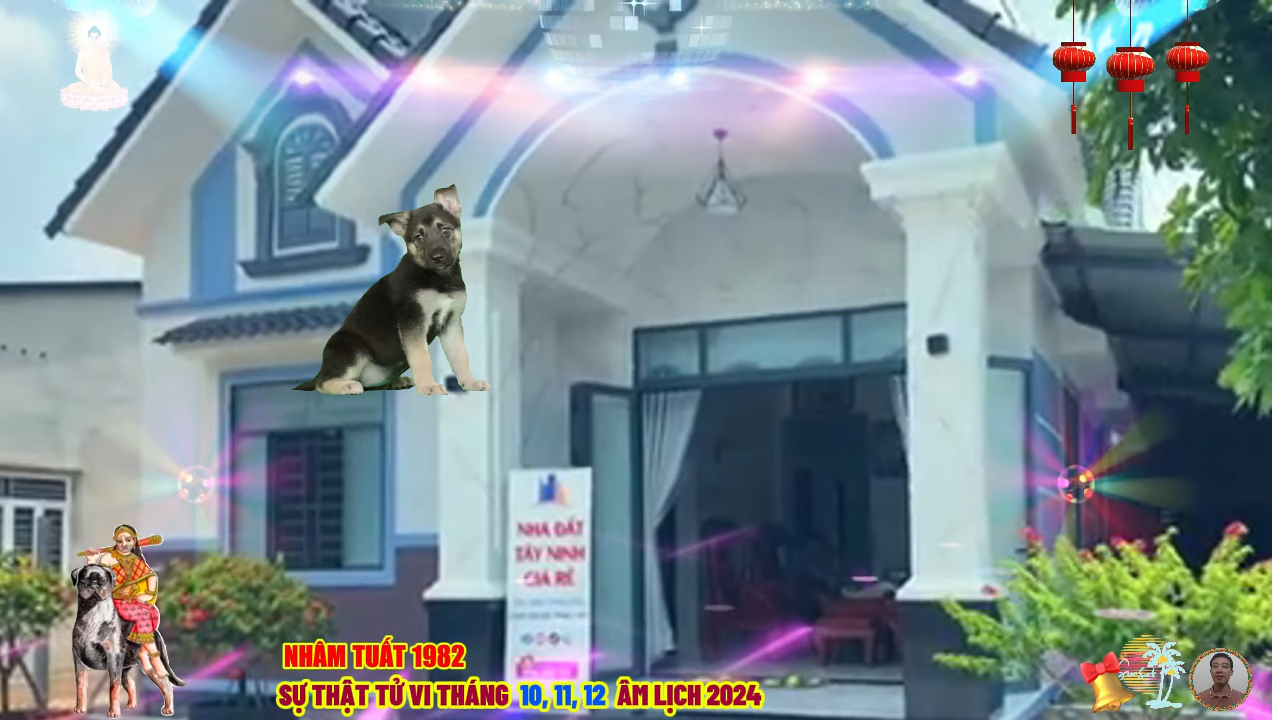 NHÀ ĐẤT
TÂY NINH
GIÁ RẺ
NHÂM TUẤT 1982
SỰ THẬT TỬ VI THÁNG 10, 11, 12 ÂM LỊCH 2024